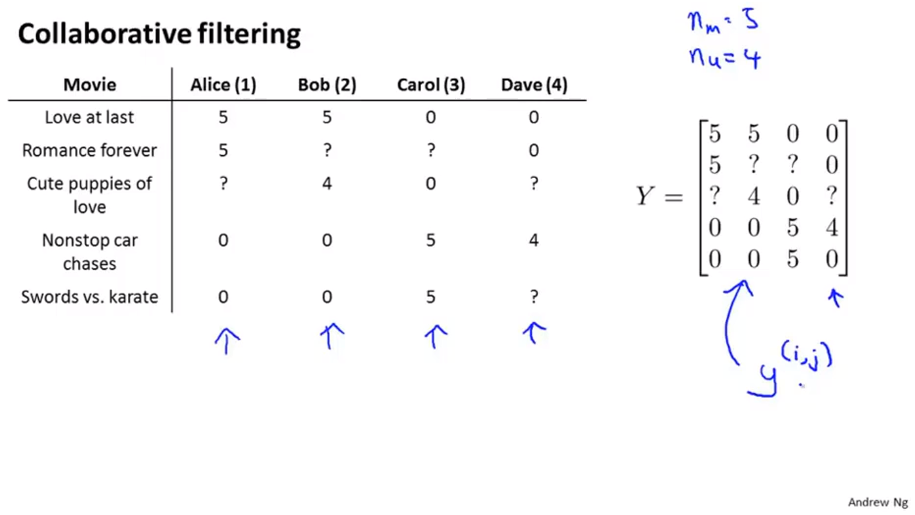 Collaborative filtering
n_m = 5
n_u = 4
Movie Alice (1) Bob (2) Carol (3) Dave (4)
Love at last 5 5 0 0
Romance forever 5 ? ? 0
Cute puppies of
love ? 4 0 ?
Nonstop car
chases 0 0 5 4
Swords vs. karate 0 0 5 ?
Y =
5 5 0 0
5 ? ? 0
? 4 0 ?
0 0 5 4
0 0 5 0
y^(i,j)
Andrew Ng